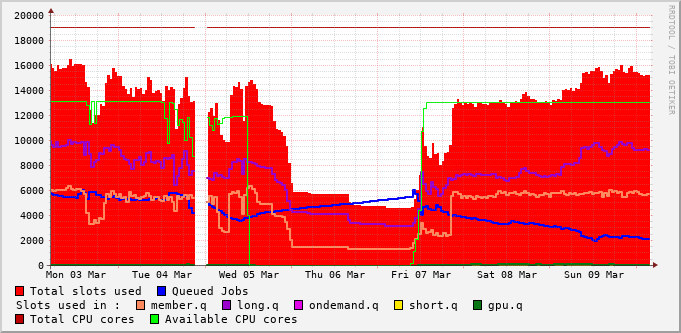 20000
18000
16000
14000
12000
10000
8000
6000
4000
2000
0
Mon 03 Mar Tue 04 Mar Wed 05 Mar Thu 06 Mar Fri 07 Mar Sat 08 Mar Sun 09 Mar
Total slots used Queued Jobs
Slots used in : member.q long.q ondemand.q short.q gpu.q
Total CPU cores Available CPU cores
RRDTOOL / TOBI OETIKER